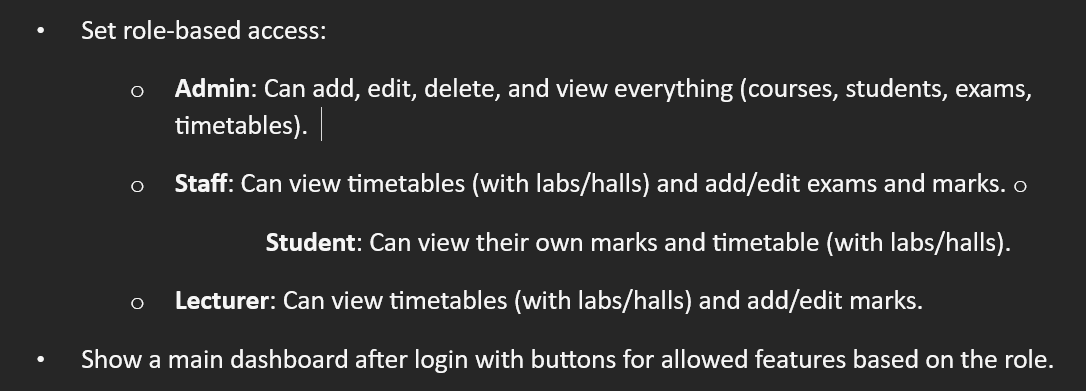 • Set role-based access:
o Admin: Can add, edit, delete, and view everything (courses, students, exams,
timetables).
o Staff: Can view timetables (with labs/halls) and add/edit exams and marks. o
Student: Can view their own marks and timetable (with labs/halls).
o Lecturer: Can view timetables (with labs/halls) and add/edit marks.
• Show a main dashboard after login with buttons for allowed features based on the role.